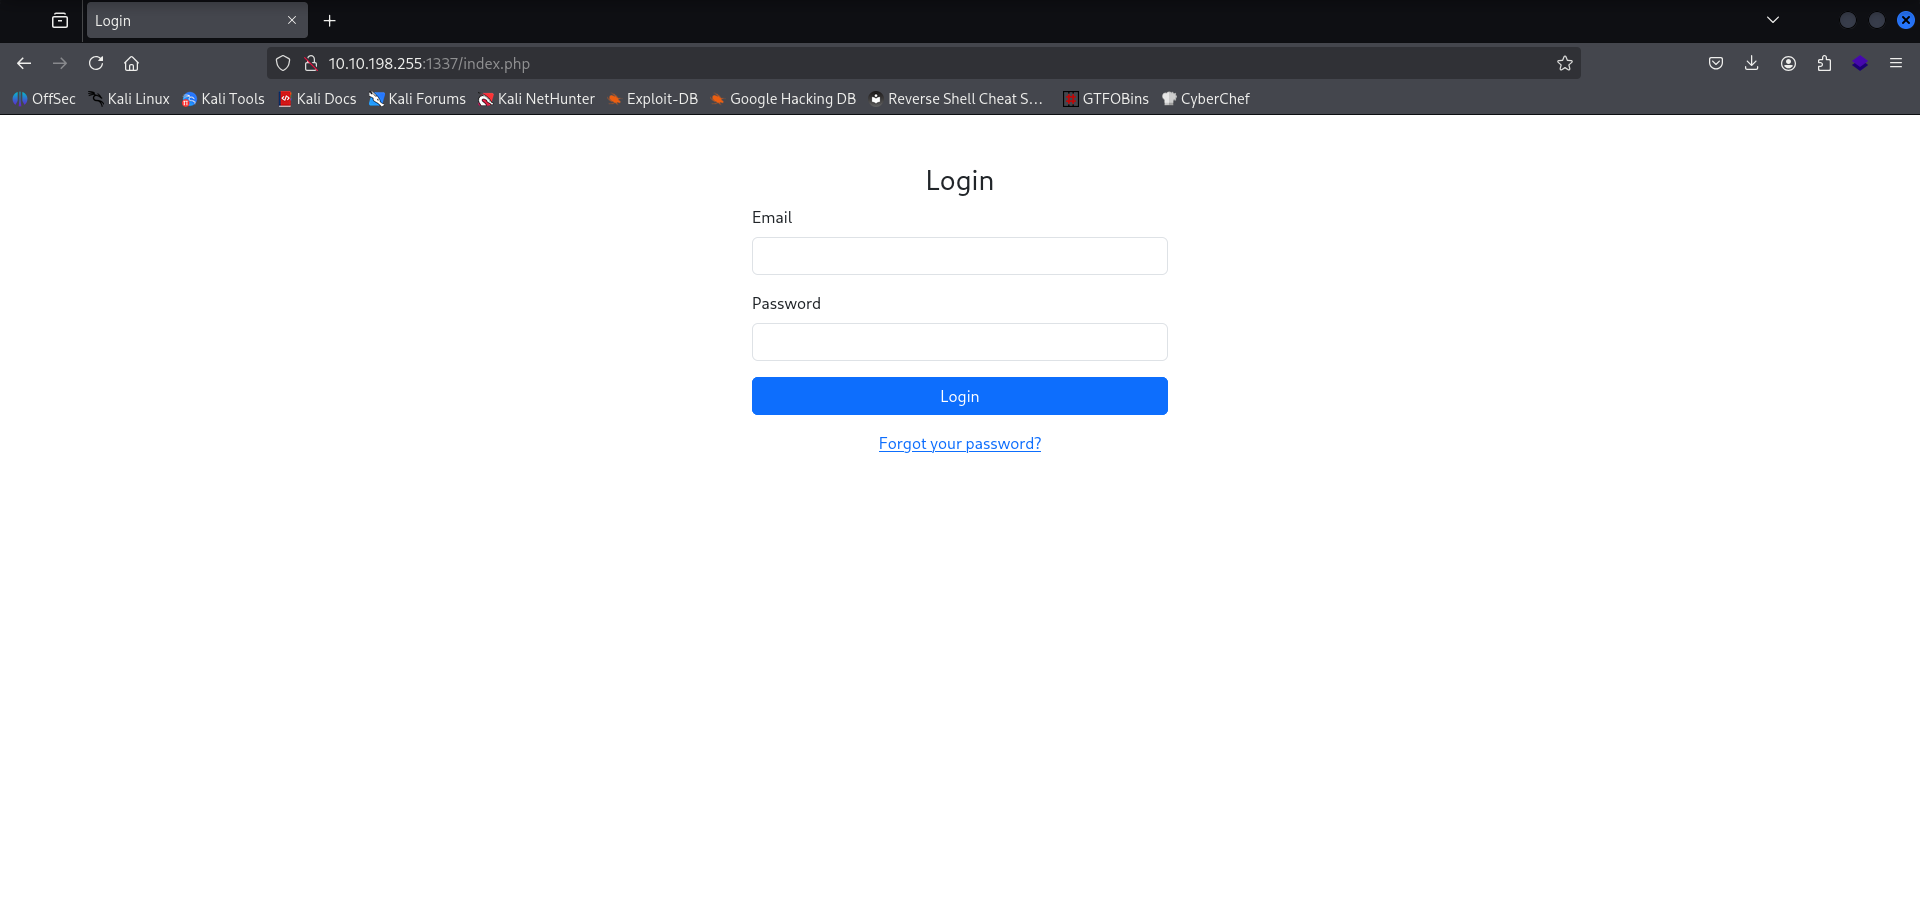 Login
10.10.198.255:1337/index.php
OffSec Kali Linux Kali Tools Kali Docs Kali Forums Kali NetHunter Exploit-DB Google Hacking DB Reverse Shell Cheat S... GTFOBins CyberChef
Login
Email
Password
Login
Forgot your password?